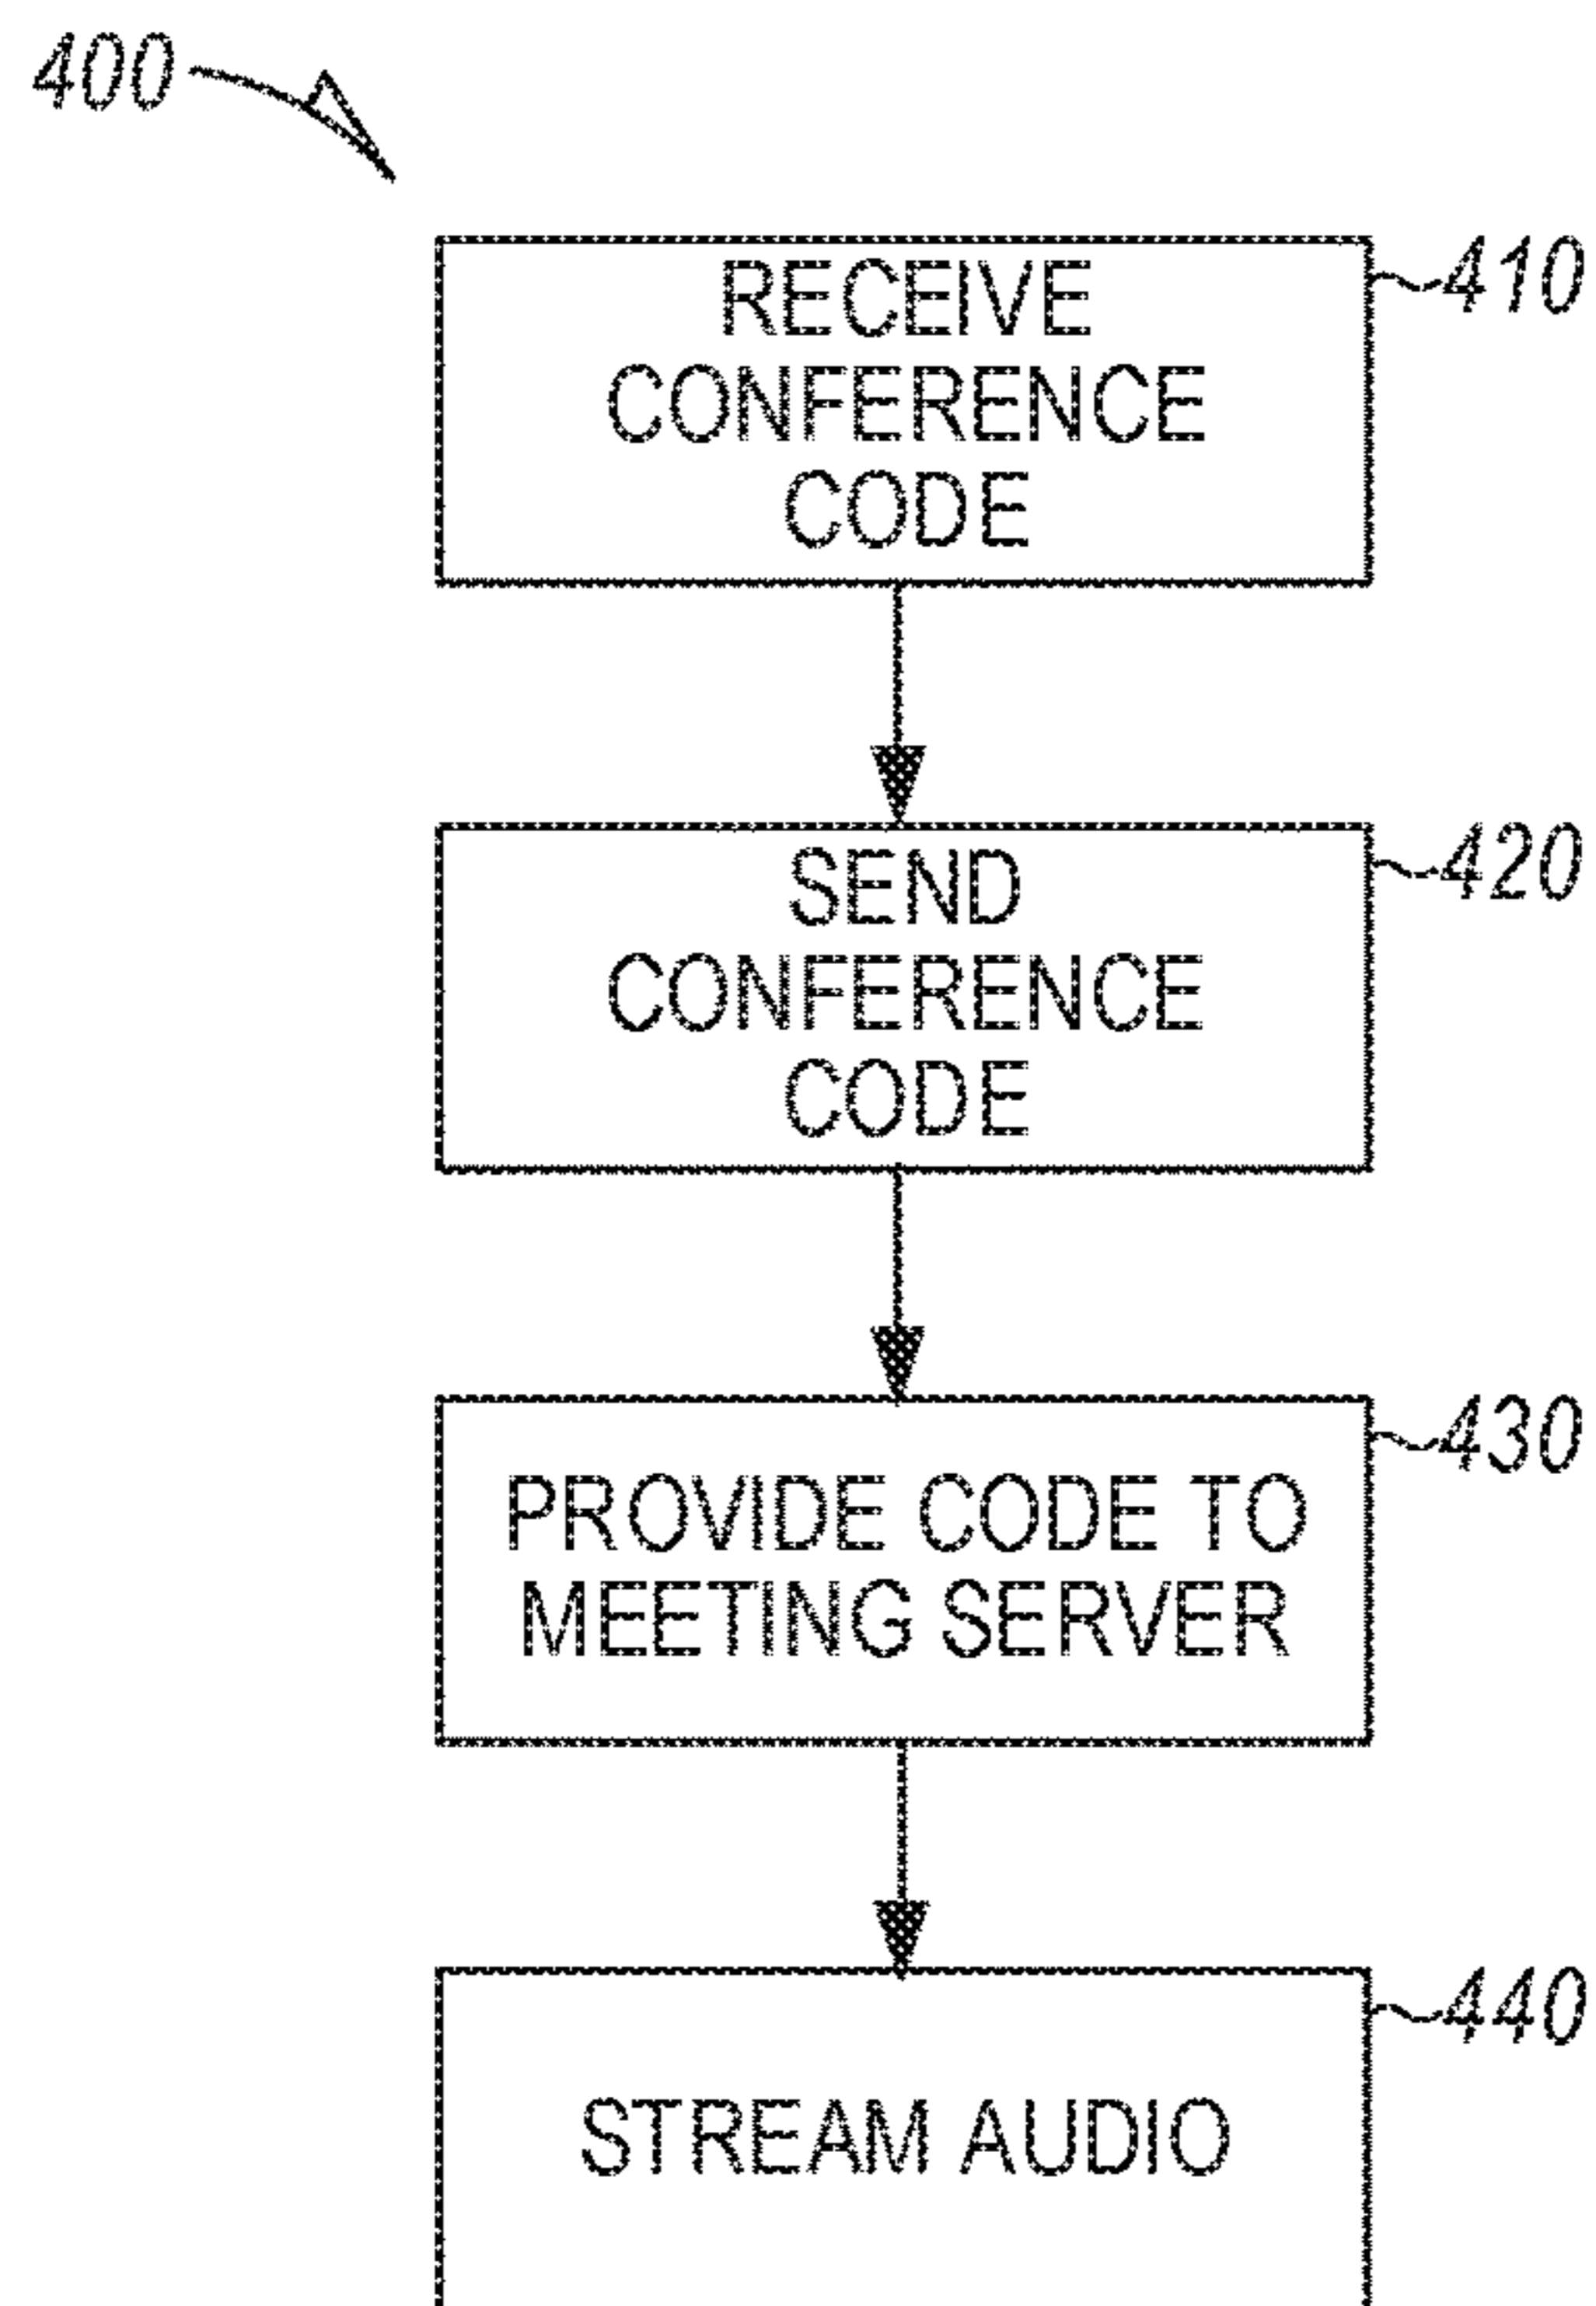 400
RECEIVE
CONFERENCE
CODE
410
SEND
CONFERENCE
CODE
420
PROVIDE CODE TO
MEETING SERVER
430
STREAM AUDIO
440